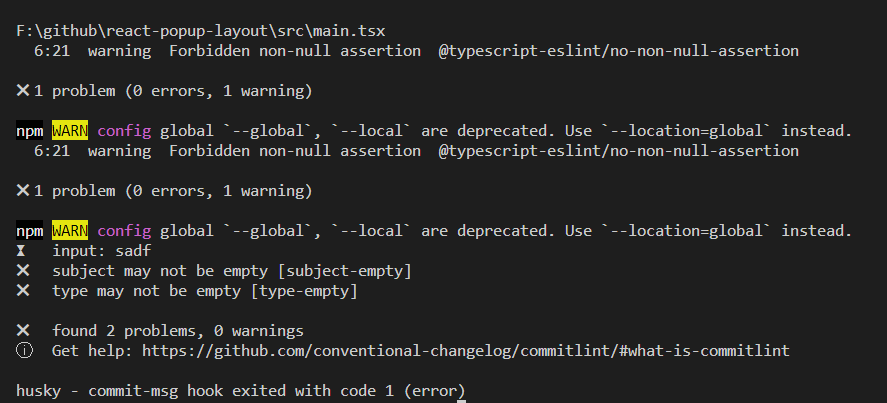 F:\github\react-popup-layout\src\main.tsx
6:21 warning Forbidden non-null assertion @typescript-eslint/no-non-null-assertion
✖ 1 problem (0 errors, 1 warning)
npm WARN config global `--global`, `--local` are deprecated. Use `--location=global` instead.
6:21 warning Forbidden non-null assertion @typescript-eslint/no-non-null-assertion
✖ 1 problem (0 errors, 1 warning)
npm WARN config global `--global`, `--local` are deprecated. Use `--location=global` instead.
⧗ input: sadf
✖ subject may not be empty [subject-empty]
✖ type may not be empty [type-empty]
✖ found 2 problems, 0 warnings
ⓘ Get help: https://github.com/conventional-changelog/commitlint/#what-is-commitlint
husky - commit-msg hook exited with code 1 (error)